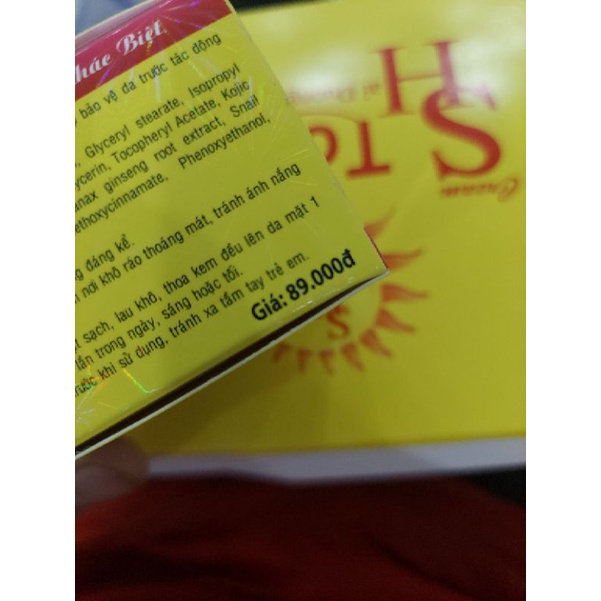 hác Biệt
bảo vệ da trước tác động
Glyceryl stearate, Isopropyl
ycerin, Tocopheryl Acetate, Kojic
anax ginseng root extract, Snail
ethoxycinnamate, Phenoxyethanol,
g đáng kể.
nơi khô ráo thoáng mát, tránh ánh nắng
sạch, lau khô, thoa kem đều lên da mặt 1
lần trong ngày, sáng hoặc tối.
trước khi sử dụng, tránh xa tầm tay trẻ em.
Giá: 89.000đ
Cream
S
H
TO
S